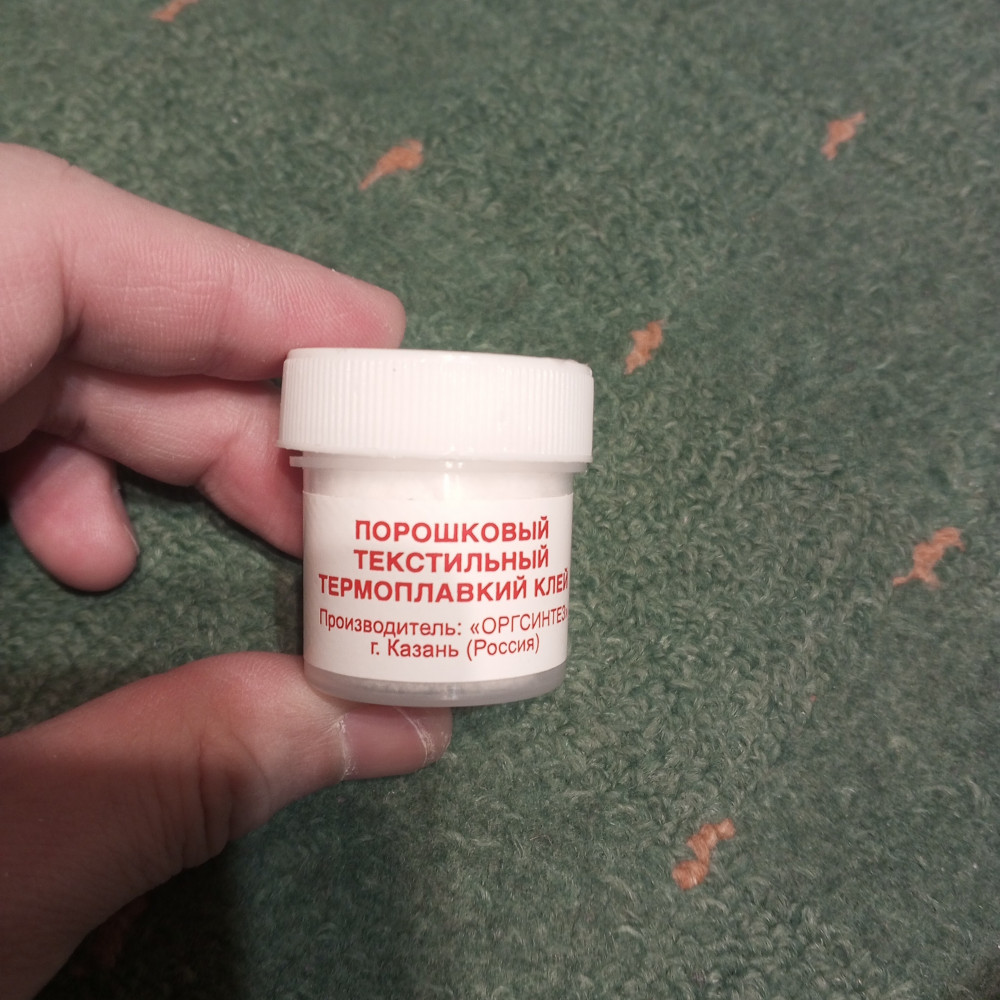 ПОРОШКОВЫЙ
ТЕКСТИЛЬНЫЙ
ТЕРМОПЛАВКИЙ КЛЕЙ
Производитель: «ОРГСИНТЕЗ»
г. Казань (Россия)